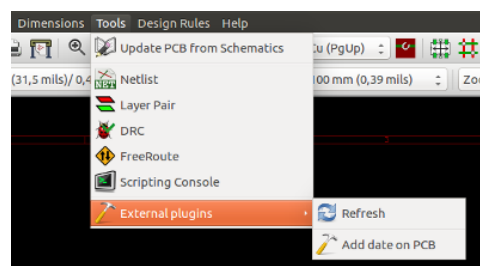 Dimensions Tools Design Rules Help
Update PCB from Schematics
Cu (PgUp)
(31,5 mils)/ 0,4
Netlist
NET
100 mm (0,39 mils)
Zoo
Layer Pair
DRC
FreeRoute
Scripting Console
External plugins
Refresh
Add date on PCB